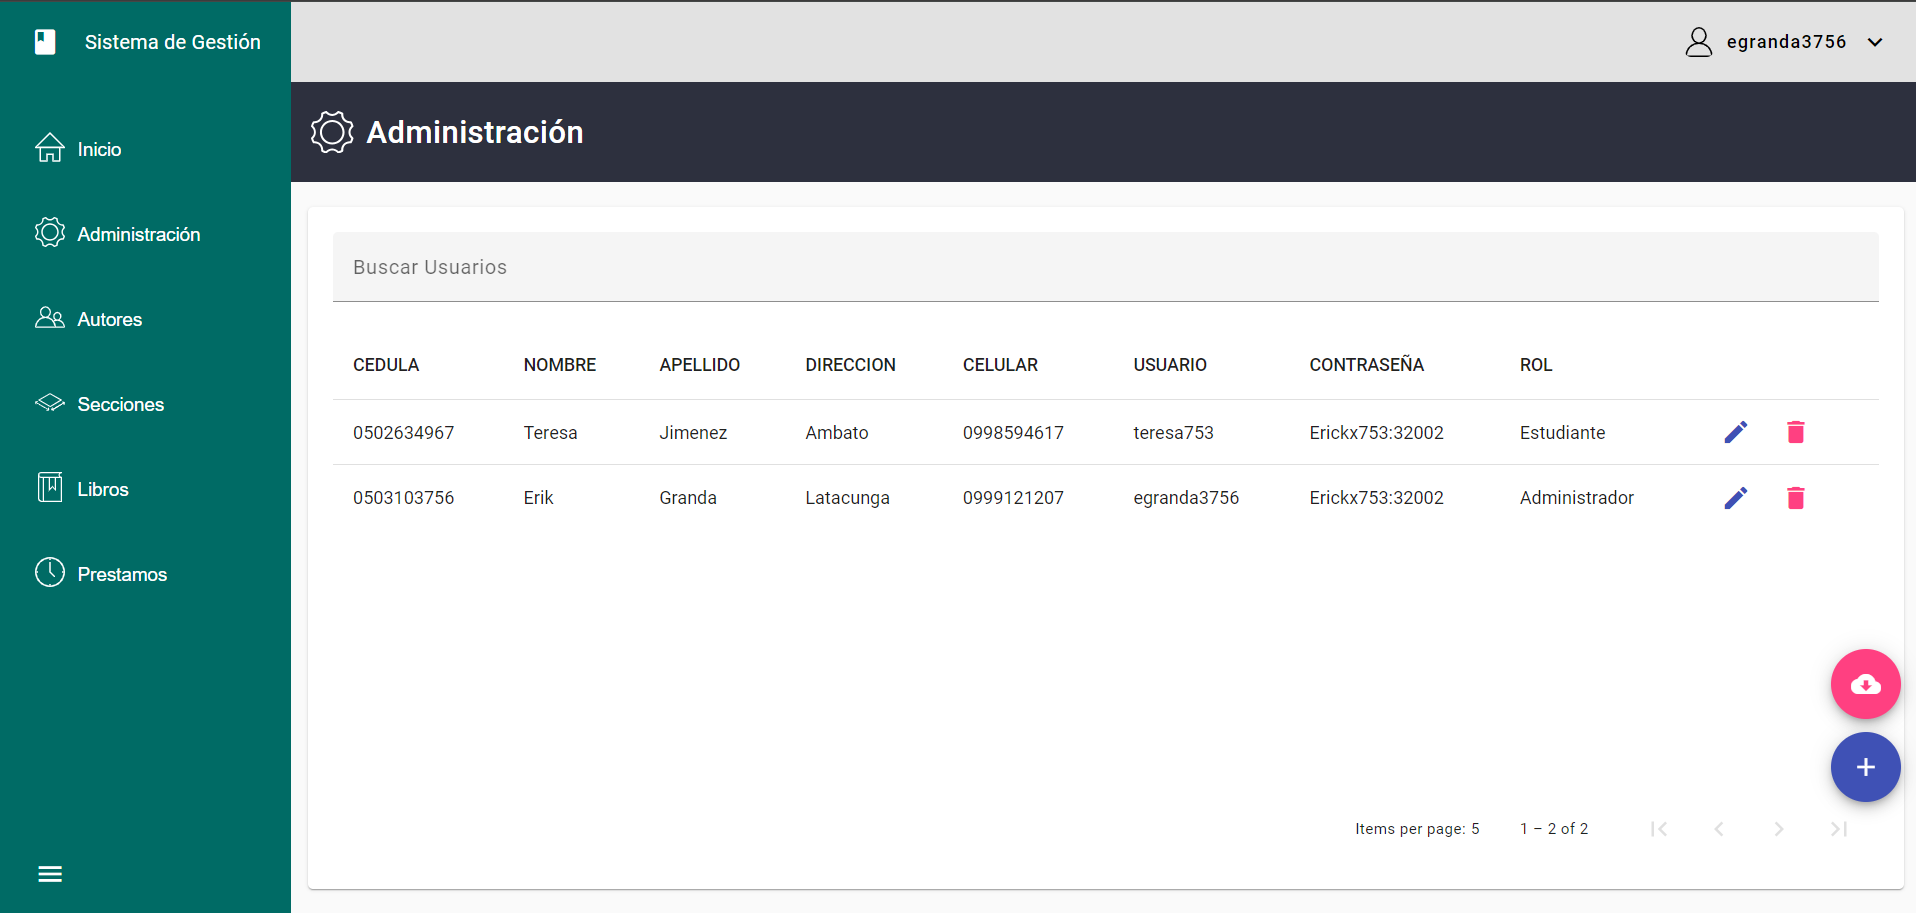 Sistema de Gestión
egranda3756
Administración
Inicio
Administración
Autores
Secciones
Libros
Prestamos
Buscar Usuarios
CEDULA NOMBRE APELLIDO DIRECCION CELULAR USUARIO CONTRASEÑA ROL
0502634967 Teresa Jimenez Ambato 0998594617 teresa753 Erickx753:32002 Estudiante
0503103756 Erik Granda Latacunga 0999121207 egranda3756 Erickx753:32002 Administrador
Items per page: 5 1 – 2 of 2